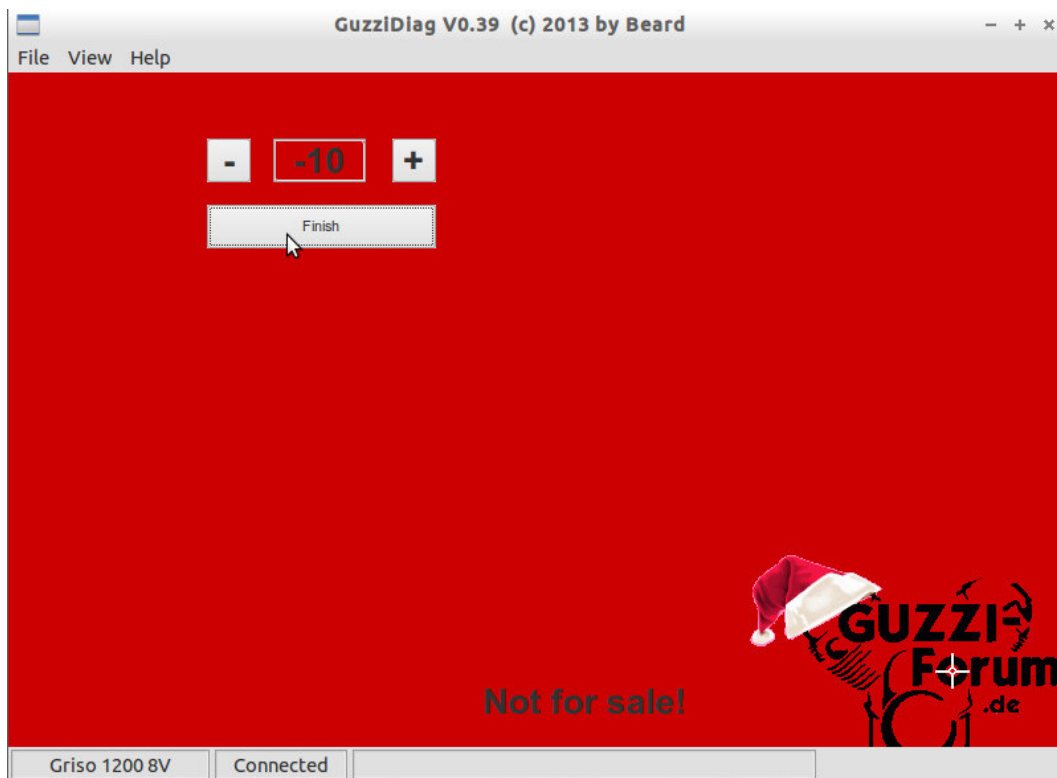 GuzziDiag V0.39 (c) 2013 by Beard
File View Help
- -10 +
Finish
GUZZI-
Forum
.de
Not for sale!
Griso 1200 8V Connected